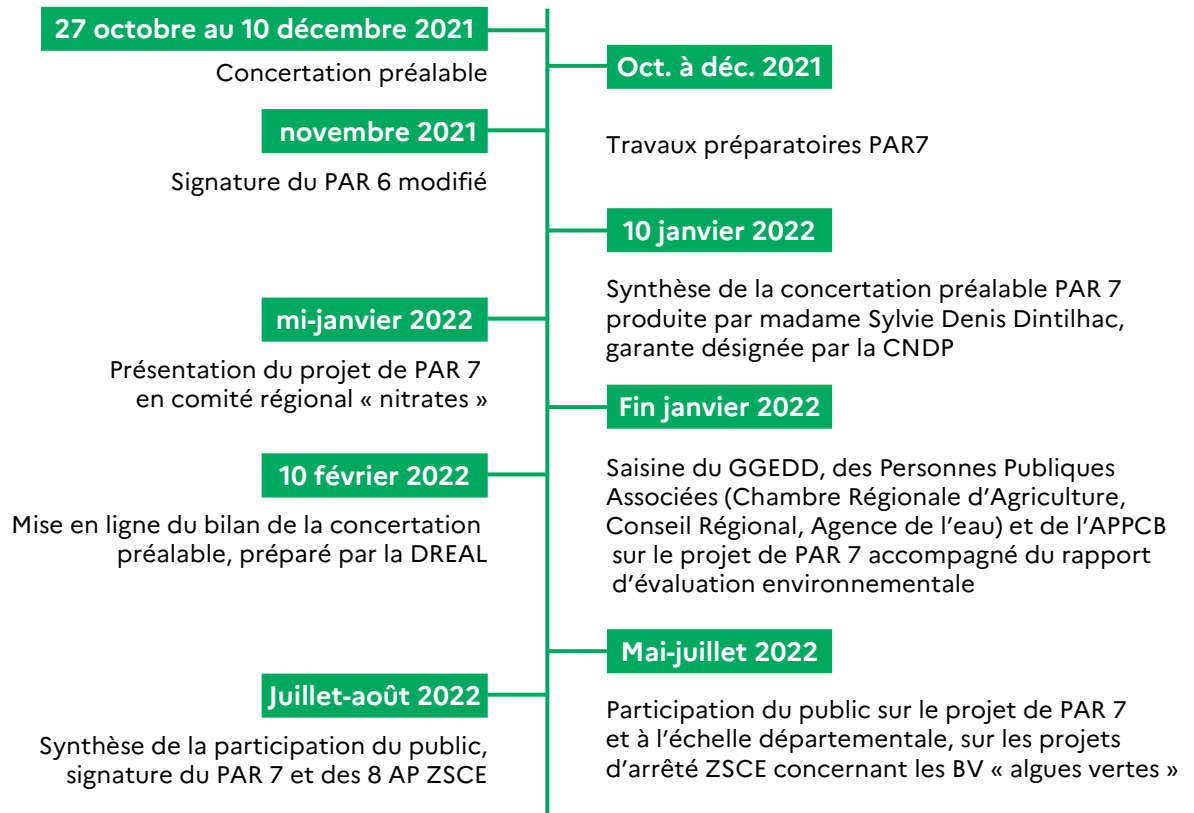 27 octobre au 10 décembre 2021
Concertation préalable
Oct. à déc. 2021
Travaux préparatoires PAR7
novembre 2021
Signature du PAR 6 modifié
10 janvier 2022
Synthèse de la concertation préalable PAR 7
produite par madame Sylvie Denis Dintilhac,
garante désignée par la CNDP
mi-janvier 2022
Présentation du projet de PAR 7
en comité régional « nitrates »
Fin janvier 2022
Saisine du GGEDD, des Personnes Publiques
Associées (Chambre Régionale d’Agriculture,
Conseil Régional, Agence de l’eau) et de l’APPCB
sur le projet de PAR 7 accompagné du rapport
d’évaluation environnementale
10 février 2022
Mise en ligne du bilan de la concertation
préalable, préparé par la DREAL
Mai-juillet 2022
Participation du public sur le projet de PAR 7
et à l’échelle départementale, sur les projets
d’arrêté ZSCE concernant les BV « algues vertes »
Juillet-août 2022
Synthèse de la participation du public,
signature du PAR 7 et des 8 AP ZSCE